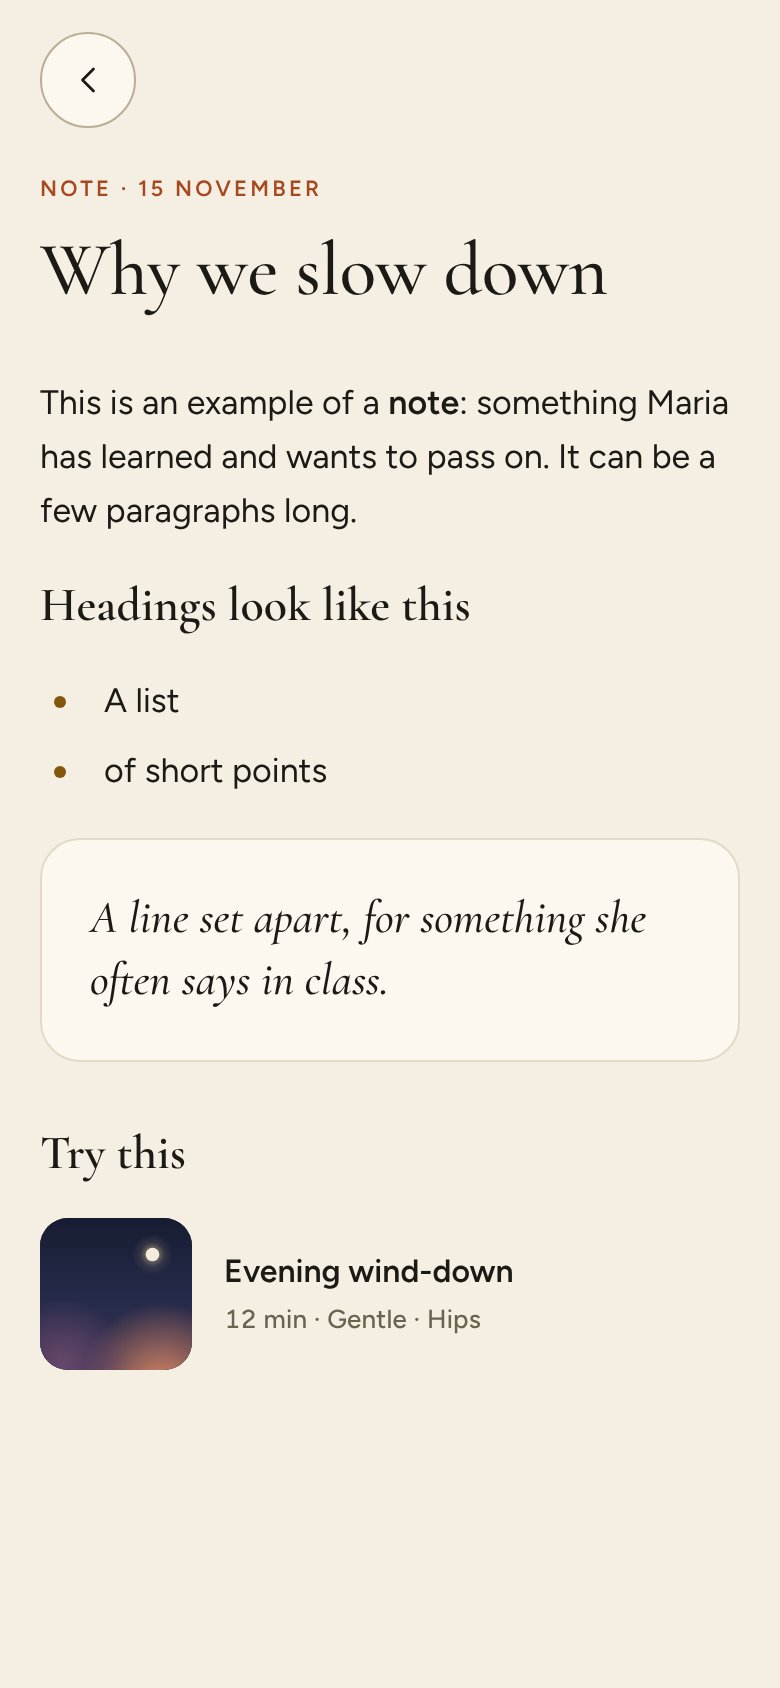 NOTE · 15 NOVEMBER
Why we slow down
This is an example of a note: something Maria
has learned and wants to pass on. It can be a
few paragraphs long.
Headings look like this
A list
of short points
A line set apart, for something she
often says in class.
Try this
Evening wind-down
12 min · Gentle · Hips